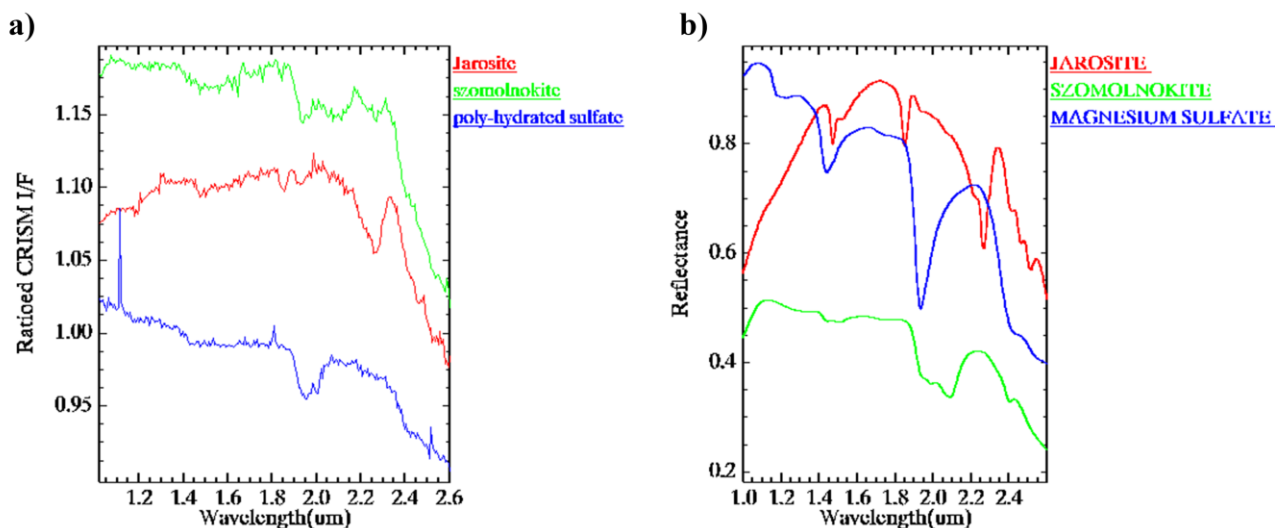 a)
Jarosite
szomolnokite
poly-hydrated sulfate
1.15
1.10
1.05
1.00
0.95
Ratioed CRISM I/F
1.2 1.4 1.6 1.8 2.0 2.2 2.4 2.6
Wavelength(um)
b)
JAROSITE
SZOMOLNOKITE
MAGNESIUM SULFATE
0.8
0.6
0.4
0.2
Reflectance
1.0 1.2 1.4 1.6 1.8 2.0 2.2 2.4
Wavelength(um)